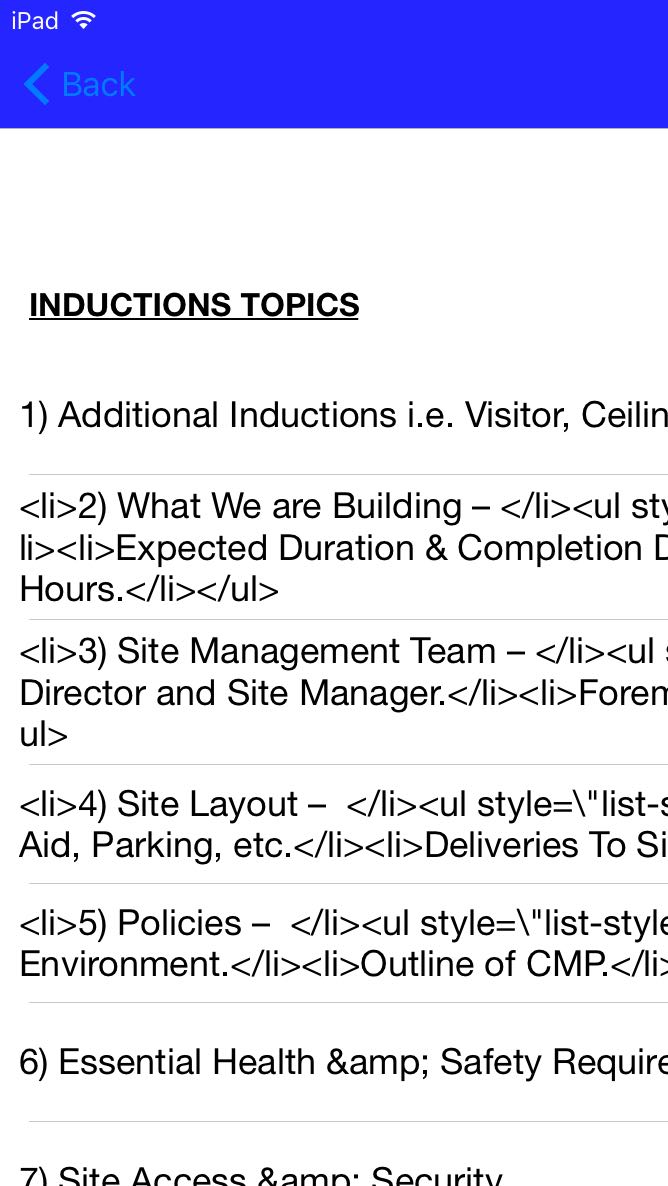 iPad
Back
INDUCTIONS TOPICS
1) Additional Inductions i.e. Visitor, Ceilin
<li>2) What We are Building – </li><ul sty
li><li>Expected Duration & Completion D
Hours.</li></ul>
<li>3) Site Management Team – </li><ul s
Director and Site Manager.</li><li>Forem
ul>
<li>4) Site Layout –  </li><ul style=\"list-s
Aid, Parking, etc.</li><li>Deliveries To Si
<li>5) Policies –  </li><ul style=\"list-style
Environment.</li><li>Outline of CMP.</li>
6) Essential Health &amp; Safety Require
7) Site Access &amp; Security